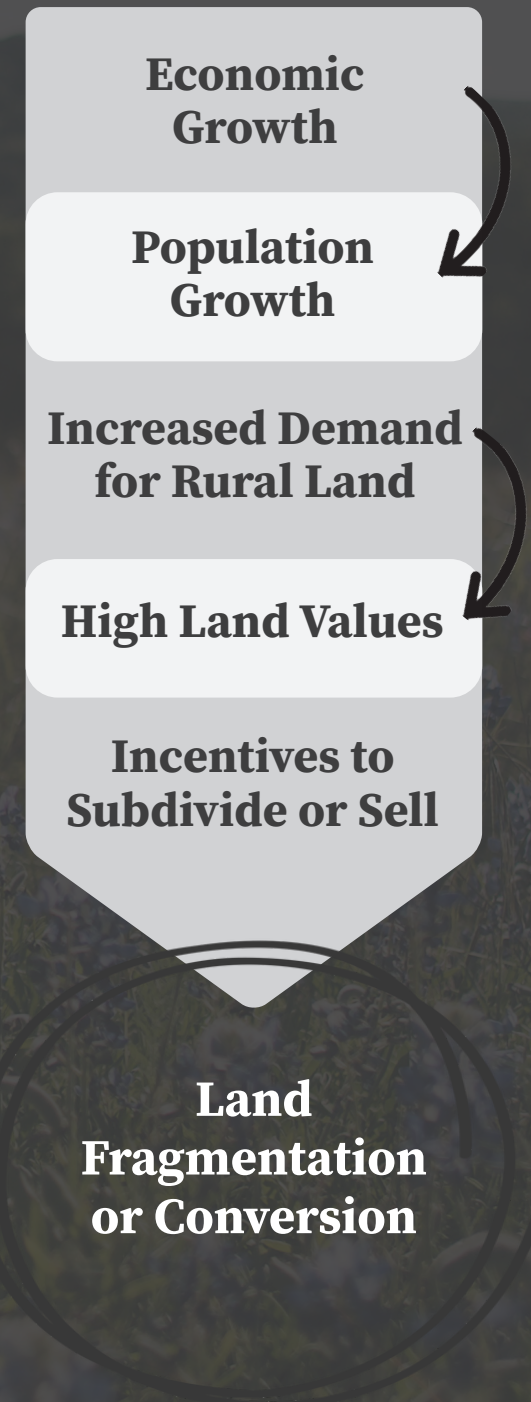 Economic
Growth
Population
Growth
Increased Demand
for Rural Land
High Land Values
Incentives to
Subdivide or Sell
Land
Fragmentation
or Conversion